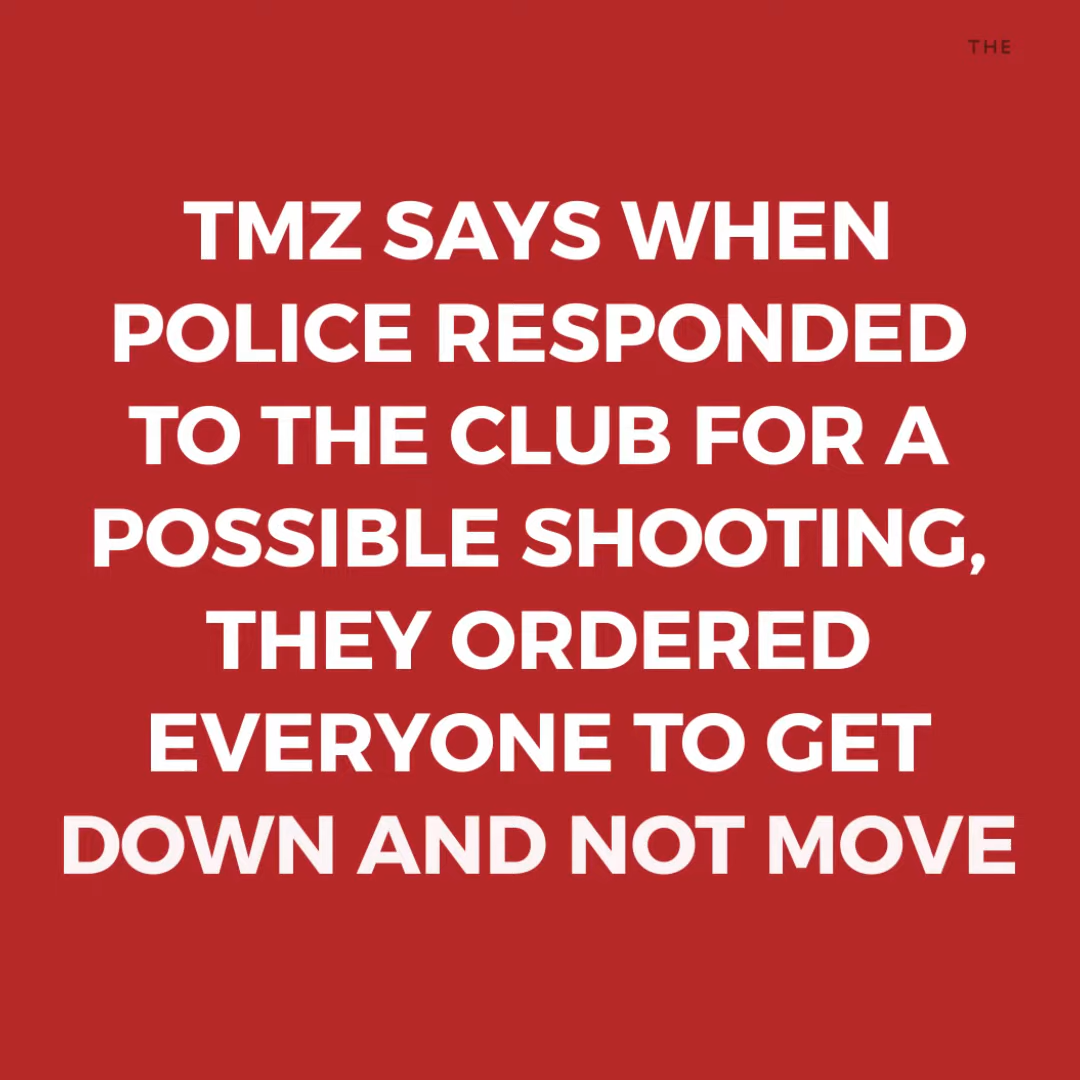 THE
TMZ SAYS WHEN
POLICE RESPONDED
TO THE CLUB FOR A
POSSIBLE SHOOTING,
THEY ORDERED
EVERYONE TO GET
DOWN AND NOT MOVE